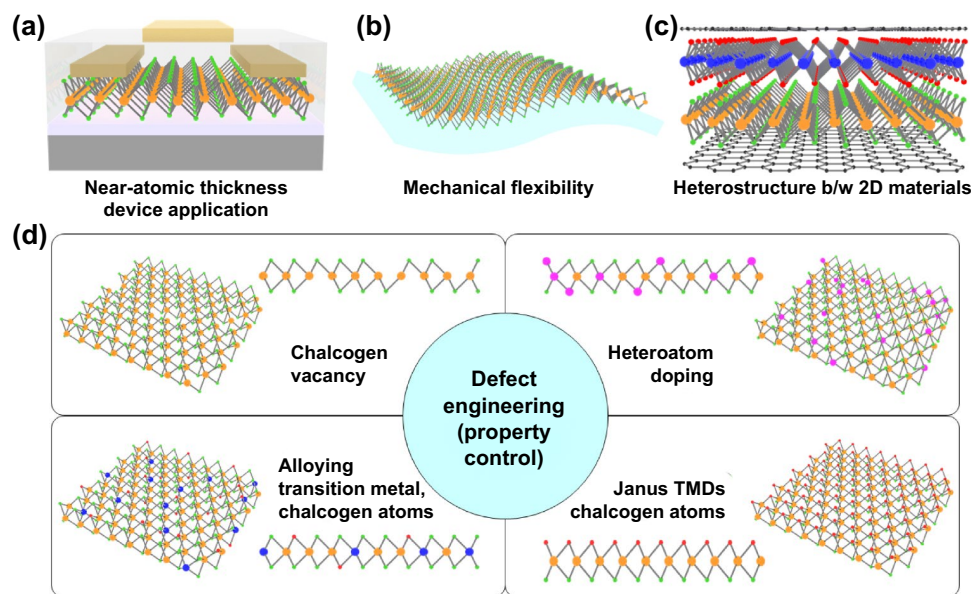 (a)
(b)
(c)
Near-atomic thickness
device application
Mechanical flexibility
Heterostructure b/w 2D materials
(d)
Chalcogen
vacancy
Heteroatom
doping
Defect
engineering
(property
control)
Alloying
transition metal,
chalcogen atoms
Janus TMDs
chalcogen atoms